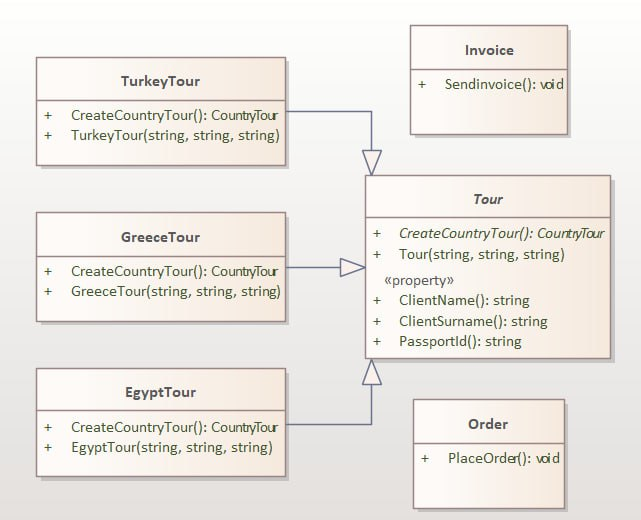 TurkeyTour
+ CreateCountryTour(): CountryTour
+ TurkeyTour(string, string, string)
GreeceTour
+ CreateCountryTour(): CountryTour
+ GreeceTour(string, string, string)
EgyptTour
+ CreateCountryTour(): CountryTour
+ EgyptTour(string, string, string)
Invoice
+ Sendinvoice(): void
Tour
+ CreateCountryTour(): CountryTour
+ Tour(string, string, string)
«property»
+ ClientName(): string
+ ClientSurname(): string
+ PassportId(): string
Order
+ PlaceOrder(): void